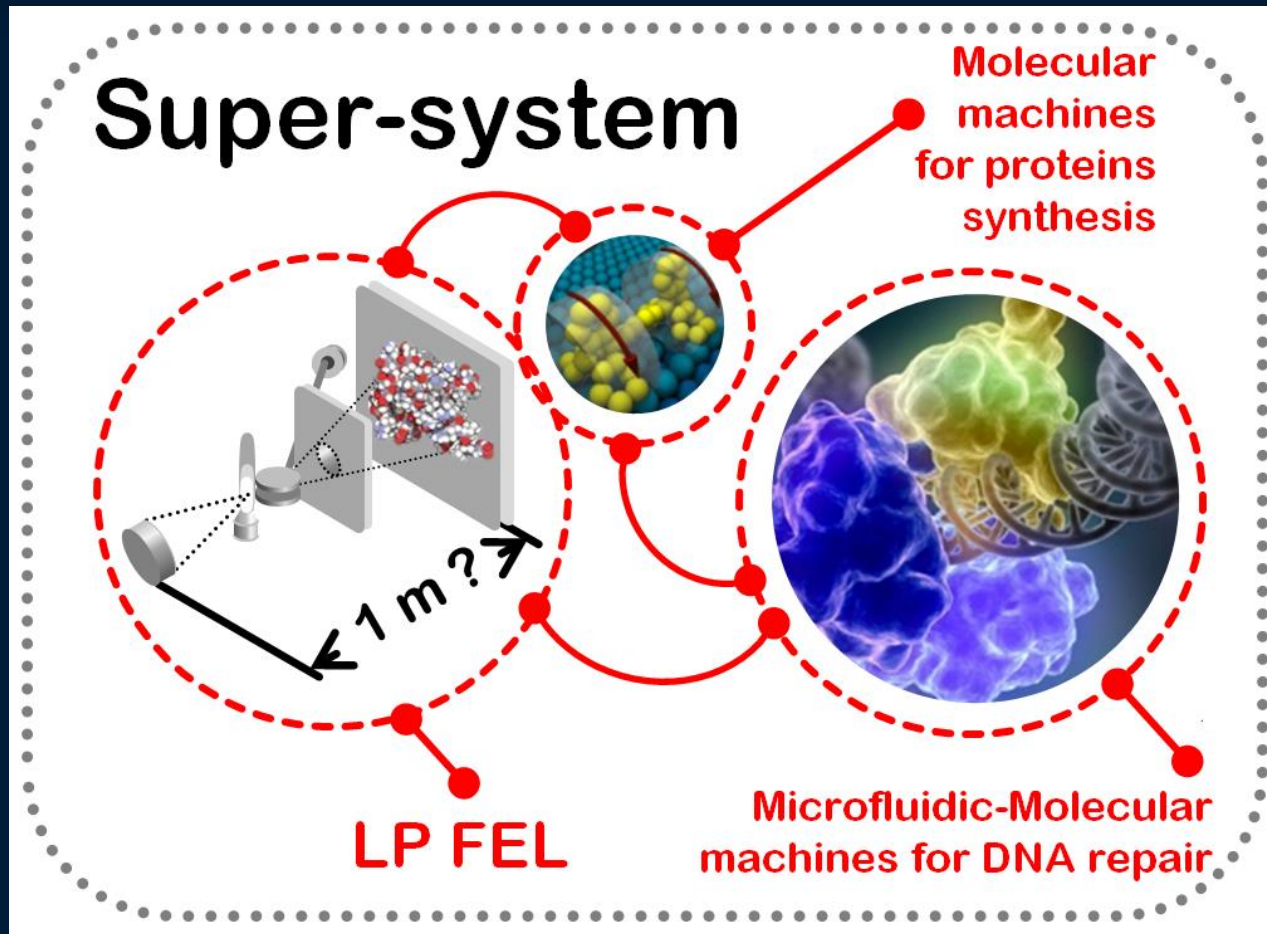 Super-system
Molecular
machines
for proteins
synthesis
1 m ?
LP FEL
Microfluidic-Molecular
machines for DNA repair